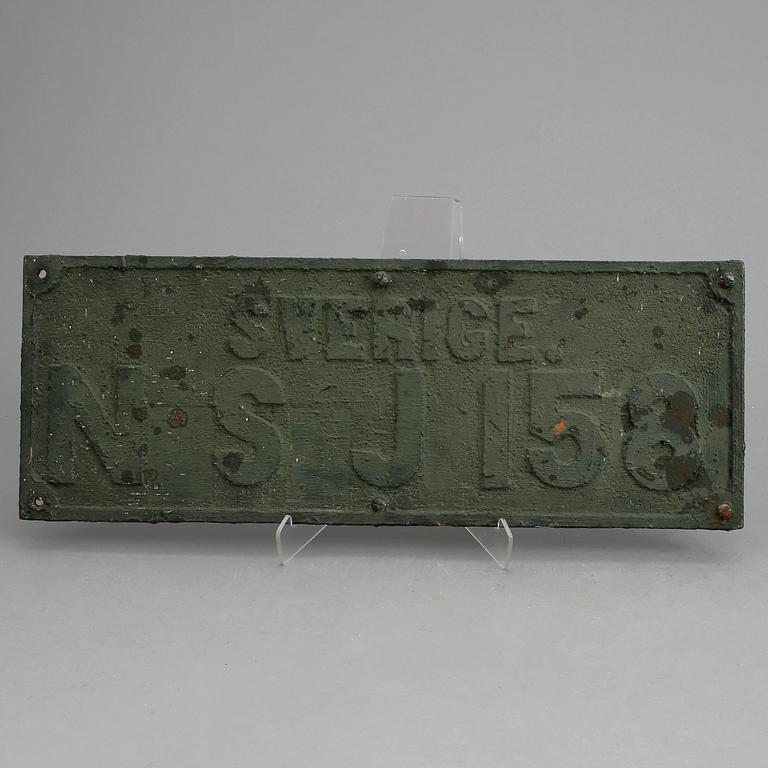 SVERIGE.
N. S. J 158